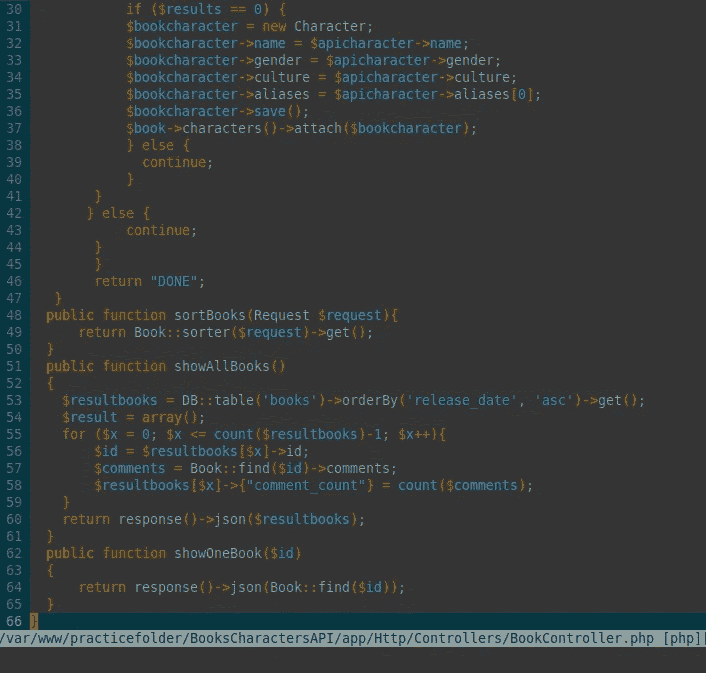 30            if ($results == 0) {
31            $bookcharacter = new Character;
32            $bookcharacter->name = $apicharacter->name;
33            $bookcharacter->gender = $apicharacter->gender;
34            $bookcharacter->culture = $apicharacter->culture;
35            $bookcharacter->aliases = $apicharacter->aliases[0];
36            $bookcharacter->save();
37            $book->characters()->attach($bookcharacter);
38            } else {
39              continue;
40            }
41        }
42       } else {
43            continue;
44        }
45        }
46        return "DONE";
47   }
48  public function sortBooks(Request $request){
49      return Book::sorter($request)->get();
50  }
51  public function showAllBooks()
52  {
53    $resultbooks = DB::table('books')->orderBy('release_date', 'asc')->get();
54    $result = array();
55    for ($x = 0; $x <= count($resultbooks)-1; $x++){
56        $id = $resultbooks[$x]->id;
57        $comments = Book::find($id)->comments;
58        $resultbooks[$x]->{"comment_count"} = count($comments);
59    }
60    return response()->json($resultbooks);
61  }
62  public function showOneBook($id)
63  {
64      return response()->json(Book::find($id));
65  }
66 }
/var/www/practicefolder/BooksCharactersAPI/app/Http/Controllers/BookController.php [php][